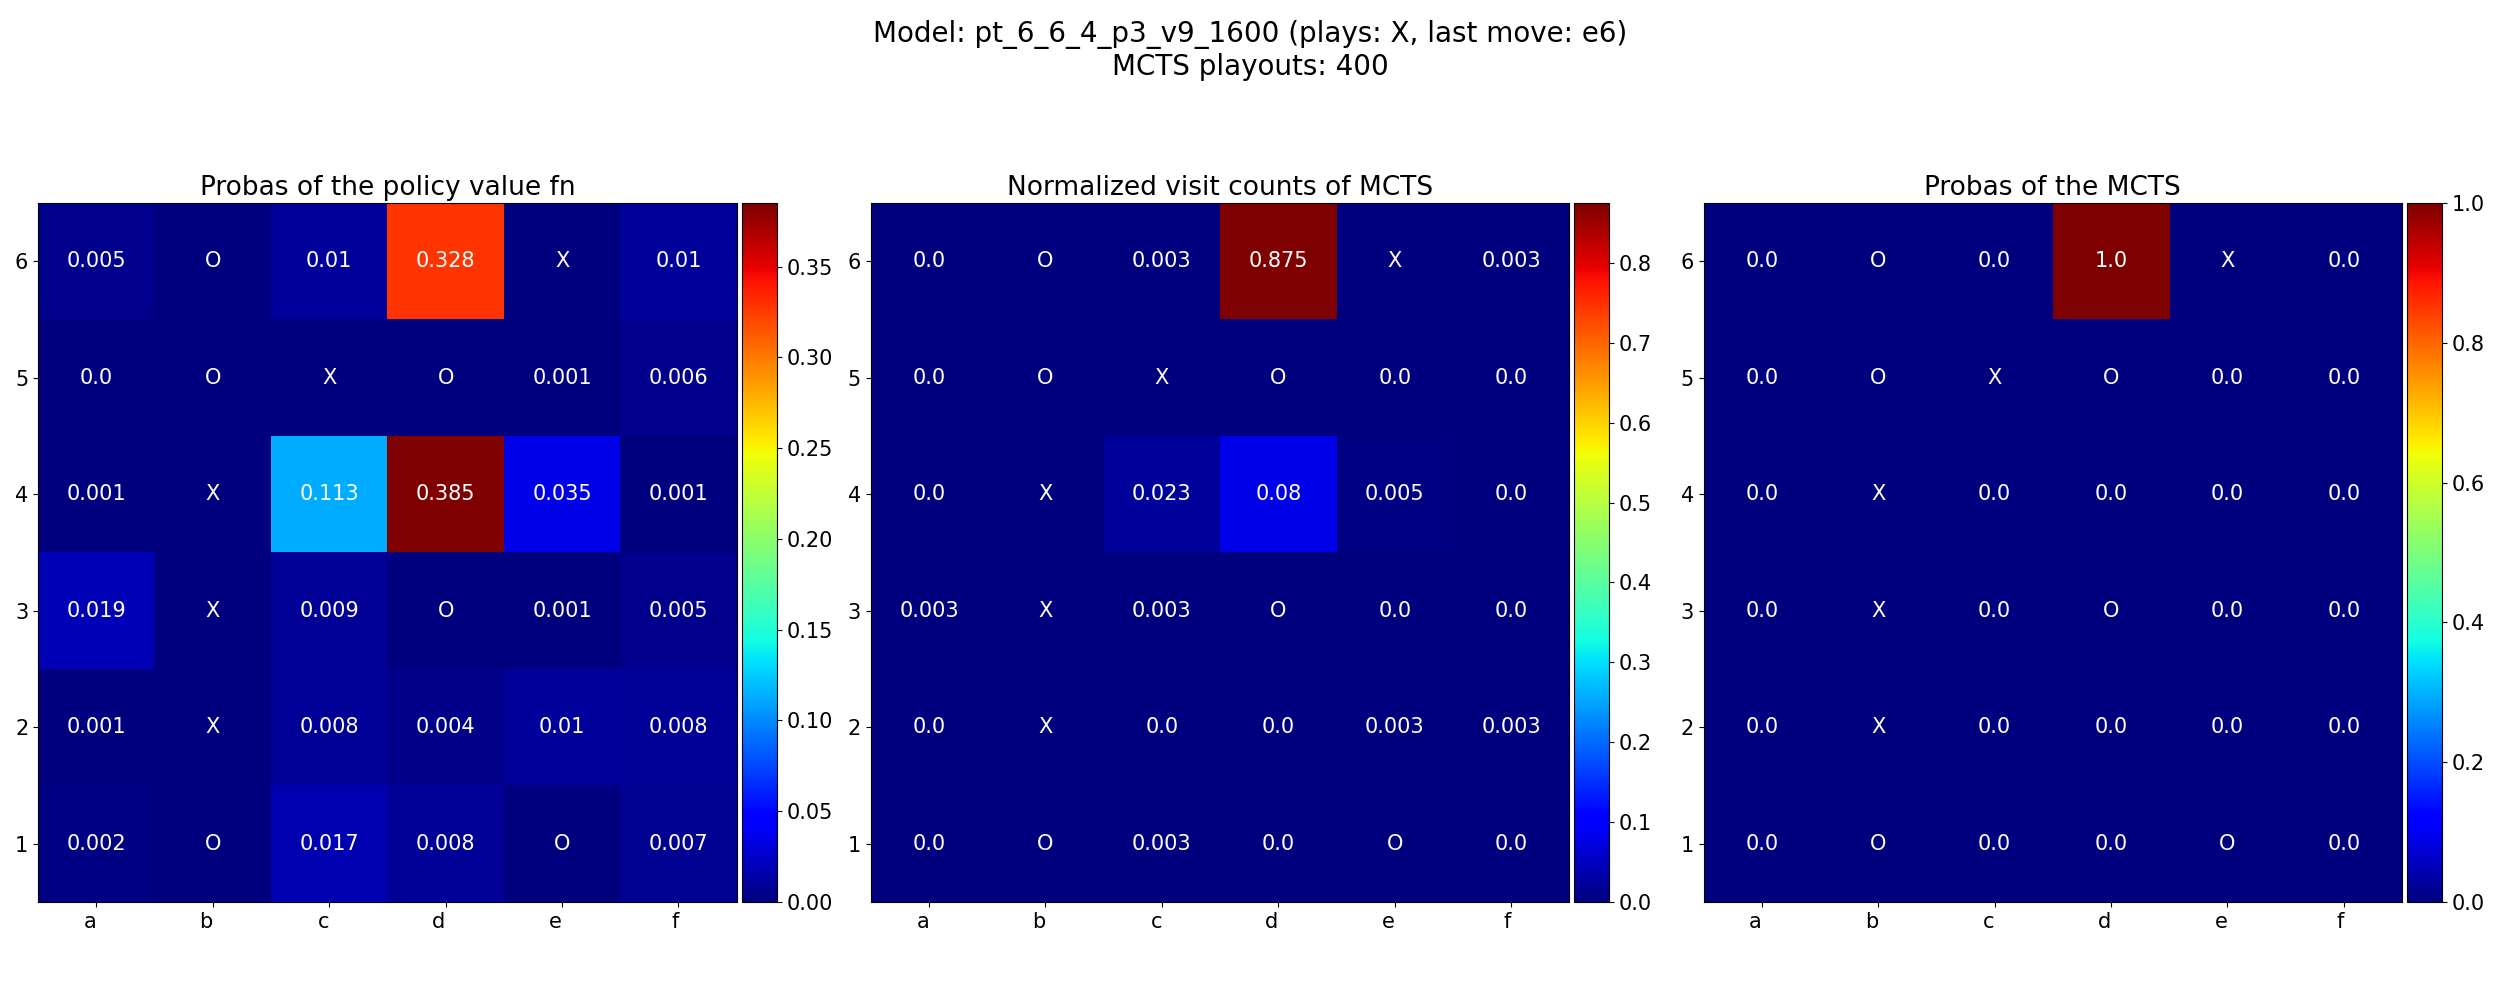 Model: pt_6_6_4_p3_v9_1600 (plays: X, last move: e6)
MCTS playouts: 400
Probas of the policy value fn
6 0.005 O 0.01 0.328 X 0.01
5 0.0 O X O 0.001 0.006
4 0.001 X 0.113 0.385 0.035 0.001
3 0.019 X 0.009 O 0.001 0.005
2 0.001 X 0.008 0.004 0.01 0.008
1 0.002 O 0.017 0.008 O 0.007
a b c d e f
0.35
0.30
0.25
0.20
0.15
0.10
0.05
0.00
Normalized visit counts of MCTS
6 0.0 O 0.003 0.875 X 0.003
5 0.0 O X O 0.0 0.0
4 0.0 X 0.023 0.08 0.005 0.0
3 0.003 X 0.003 O 0.0 0.0
2 0.0 X 0.0 0.0 0.003 0.003
1 0.0 O 0.003 0.0 O 0.0
a b c d e f
0.8
0.7
0.6
0.5
0.4
0.3
0.2
0.1
0.0
Probas of the MCTS
6 0.0 O 0.0 1.0 X 0.0
5 0.0 O X O 0.0 0.0
4 0.0 X 0.0 0.0 0.0 0.0
3 0.0 X 0.0 O 0.0 0.0
2 0.0 X 0.0 0.0 0.0 0.0
1 0.0 O 0.0 0.0 O 0.0
a b c d e f
1.0
0.8
0.6
0.4
0.2
0.0